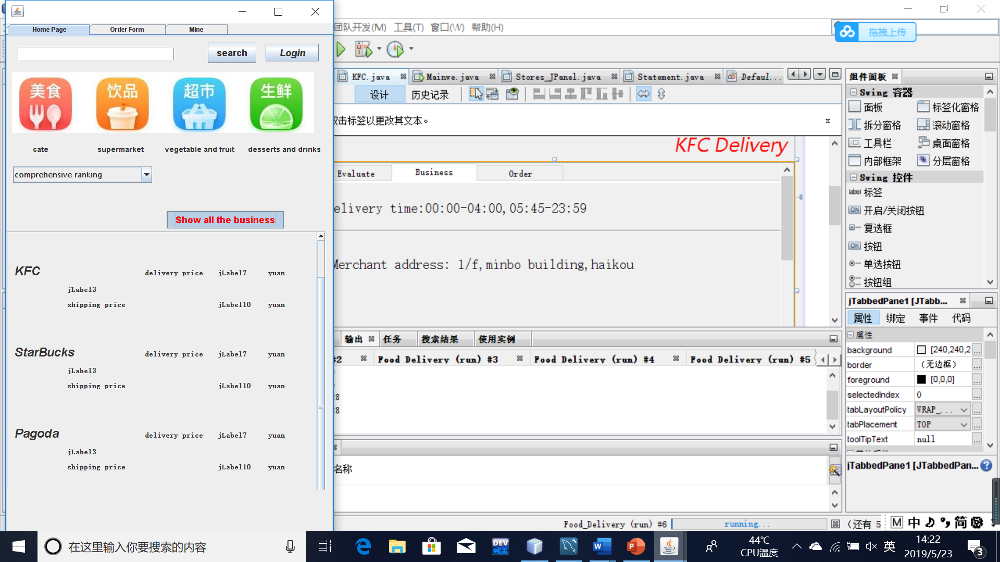 Home Page
Order Form
Mine
search
Login
美食
饮品
超市
生鲜
cate
supermarket
vegetable and fruit
desserts and drinks
comprehensive ranking
Show all the business
KFC
delivery price jLabel7 yuan
jLabel3
shipping price jLabel10 yuan
StarBucks
delivery price jLabel7 yuan
jLabel3
shipping price jLabel10 yuan
Pagoda
delivery price jLabel7 yuan
jLabel3
shipping price jLabel10 yuan
团队开发(M) 工具(T) 窗口(W) 帮助(H)
拖拽上传
KFC.java
Mainwe.java
Stores_JPanel.java
Statement.java
Defaul...
设计
历史记录
击标签以更改其文本。
x
KFC Delivery
Evaluate
Business
Order
elivery time:00:00-04:00,05:45-23:59
Merchant address: 1/f,minbo building,haikou
输出
任务
搜索结果
使用实例
#2
Food_Delivery (run) #3
Food_Delivery (run) #4
Food_Delivery (run) #5
28
28
名称
Food_Delivery (run) #6
running...
(还有 5
组件面板
Swing 容器
面板
标签化窗格
拆分窗格
滚动窗格
工具栏
桌面窗格
内部框架
分层窗格
Swing 控件
label 标签
ON 开启/关闭按钮
复选框
OK 按钮
单选按钮
按钮组
jTabbedPane1 [JTabb...
属性
绑定
事件
代码
属性
background [240,240,2 ...
border (无边框) ...
foreground [0,0,0] ...
selectedIndex 0 ...
tabLayoutPolicy WRAP_... ...
tabPlacement TOP ...
toolTipText null ...
jTabbedPane1 [JTabbedPan...
M 中 简
在这里输入你要搜索的内容
DEV C++
44℃
CPU温度
英
14:22
2019/5/23
3